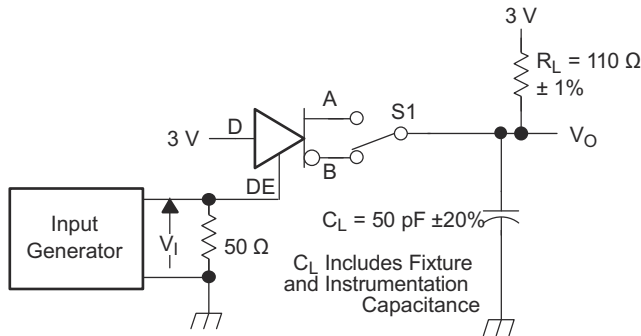 3 V
R_L = 110 Ω
± 1%
A
S1
3 V
D
V_O
B
DE
Input
Generator
V_I
50 Ω
C_L = 50 pF ±20%
C_L Includes Fixture
and Instrumentation
Capacitance